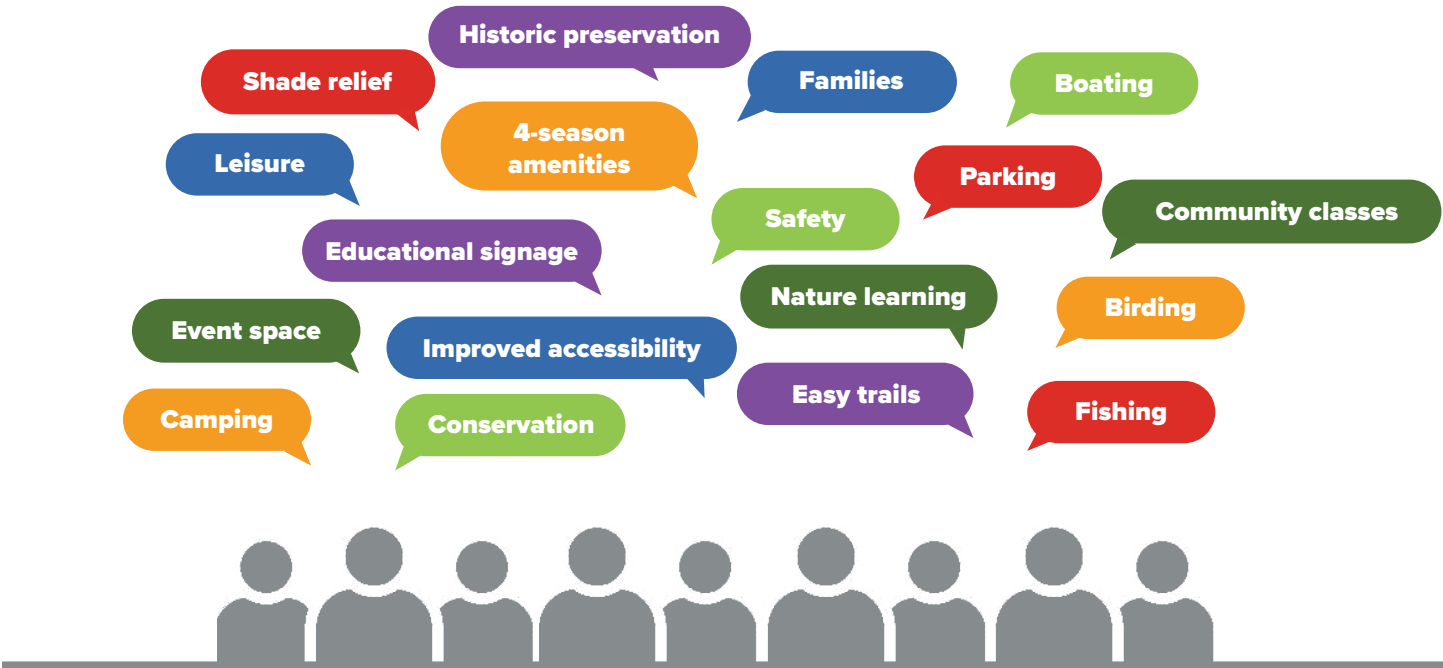 Historic preservation
Shade relief
Families
Boating
4-season
amenities
Leisure
Parking
Community classes
Safety
Educational signage
Nature learning
Birding
Event space
Improved accessibility
Easy trails
Fishing
Camping
Conservation